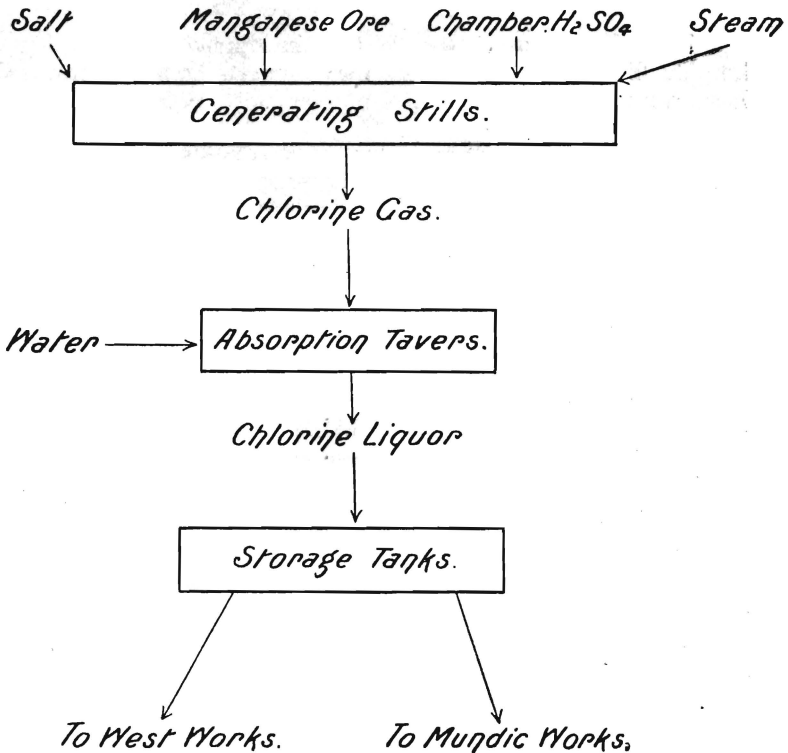 Salt Manganese Ore Chamber. H₂SO₄ Steam
Generating Stills.
Chlorine Gas.
Water Absorption Tavers.
Chlorine Liquor
Storage Tanks.
To West Works. To Mundic Works.